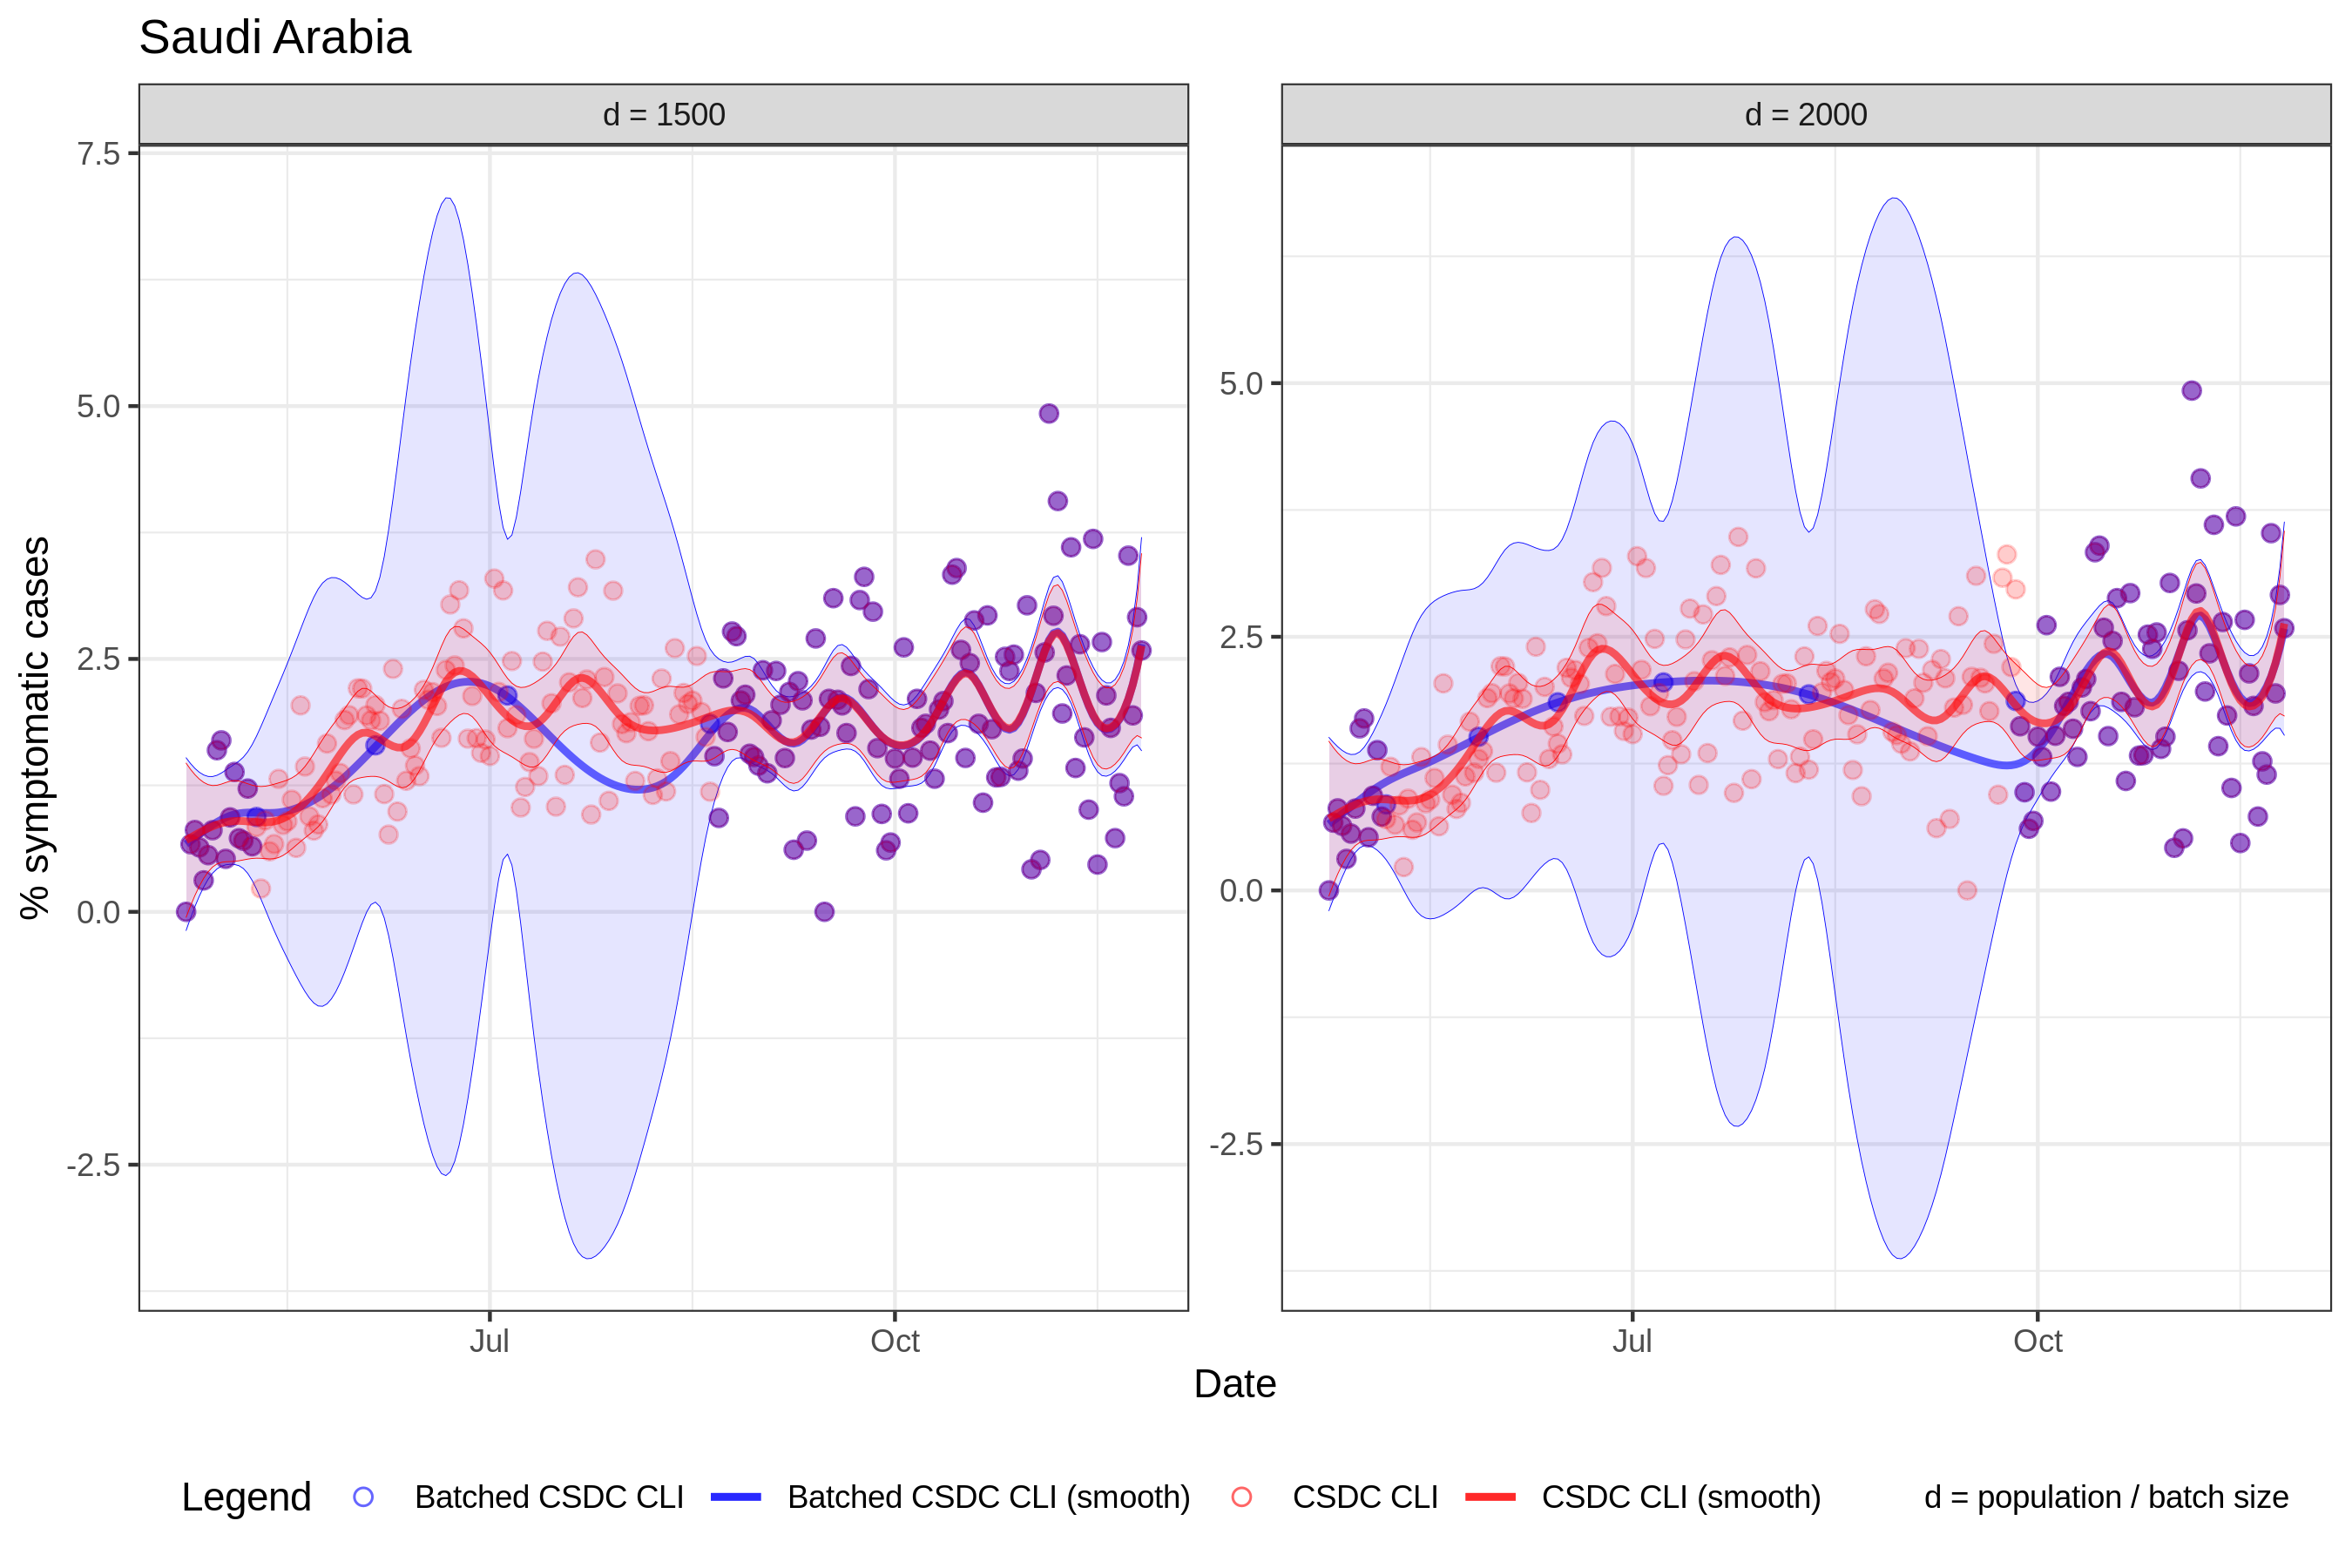 Saudi Arabia
d = 1500
d = 2000
% symptomatic cases
7.5
5.0
2.5
0.0
-2.5
5.0
2.5
0.0
-2.5
Jul
Oct
Jul
Oct
Date
Legend
Batched CSDC CLI
Batched CSDC CLI (smooth)
CSDC CLI
CSDC CLI (smooth)
d = population / batch size